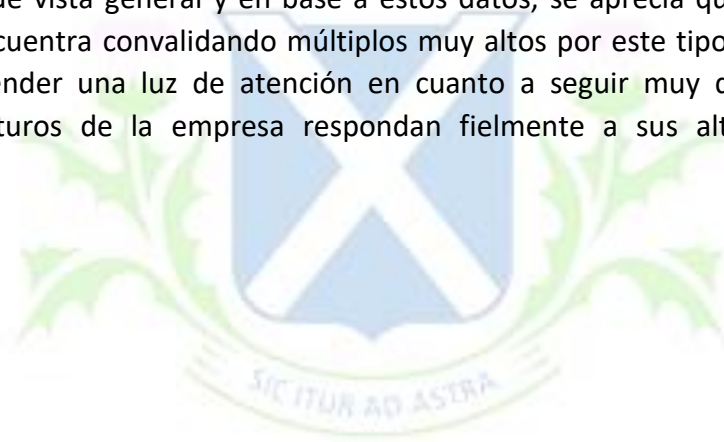 de vista general y en base a estos datos, se aprecia qu
cuentra convalidando múltiplos muy altos por este tipo
ender una luz de atención en cuanto a seguir muy c
turos de la empresa respondan fielmente a sus alt
SIC ITUR AD ASTRA